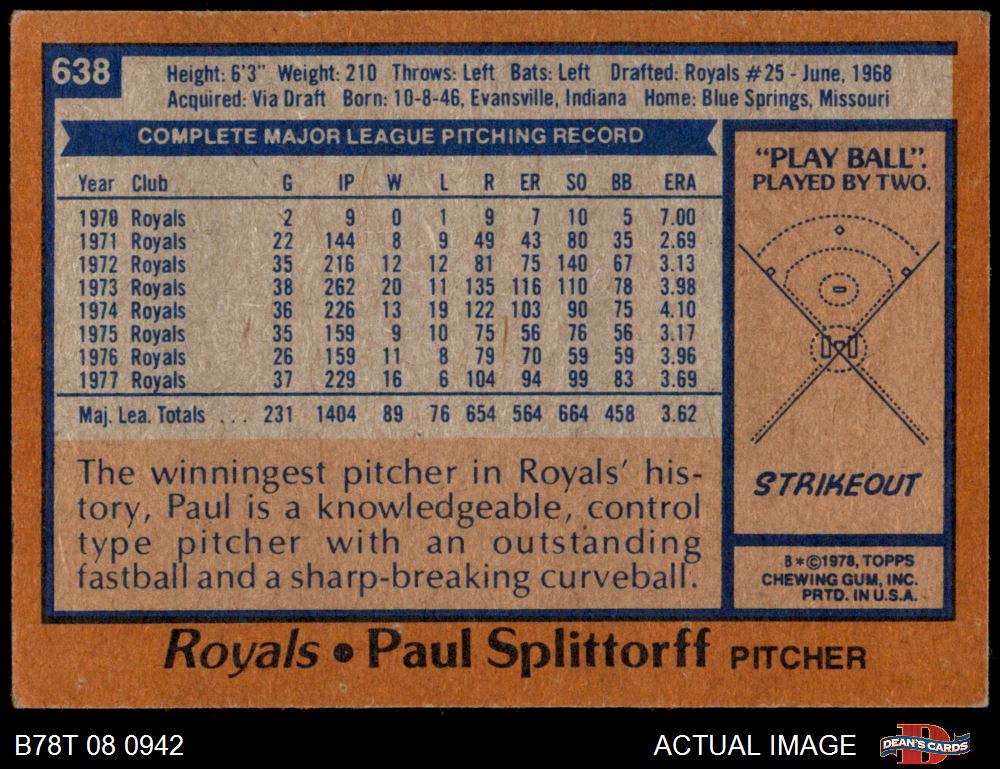 638
Height: 6'3" Weight: 210 Throws: Left Bats: Left Drafted: Royals #25 - June, 1968
Acquired: Via Draft Born: 10-8-46, Evansville, Indiana Home: Blue Springs, Missouri
COMPLETE MAJOR LEAGUE PITCHING RECORD
Year Club G IP W L R ER SO BB ERA
1970 Royals 2 9 0 1 9 7 10 5 7.00
1971 Royals 22 144 8 9 49 43 80 35 2.69
1972 Royals 35 216 12 12 81 75 140 67 3.13
1973 Royals 38 262 20 11 135 116 110 78 3.98
1974 Royals 36 226 13 19 122 103 90 75 4.10
1975 Royals 35 159 9 10 75 56 76 56 3.17
1976 Royals 26 159 11 8 79 70 59 59 3.96
1977 Royals 37 229 16 6 104 94 99 83 3.69
Maj. Lea. Totals ... 231 1404 89 76 654 564 664 458 3.62
The winningest pitcher in Royals' his-
tory, Paul is a knowledgeable, control
type pitcher with an outstanding
fastball and a sharp-breaking curveball.
"PLAY BALL".
PLAYED BY TWO.
STRIKEOUT
B*©1978, TOPPS
CHEWING GUM, INC.
PRTD. IN U.S.A.
Royals • Paul Splittorff PITCHER
B78T 08 0942
ACTUAL IMAGE
DEAN'S CARDS